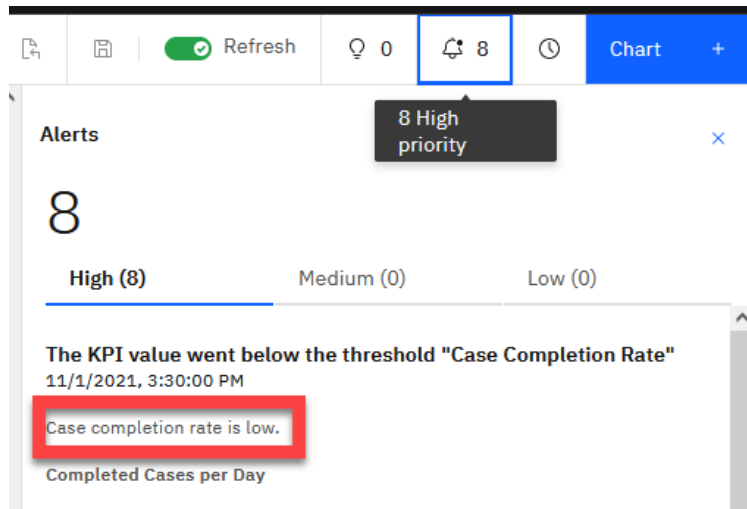 Refresh 0 8 Chart +
8 High
priority
Alerts
8
High (8) Medium (0) Low (0)
The KPI value went below the threshold "Case Completion Rate"
11/1/2021, 3:30:00 PM
Case completion rate is low.
Completed Cases per Day